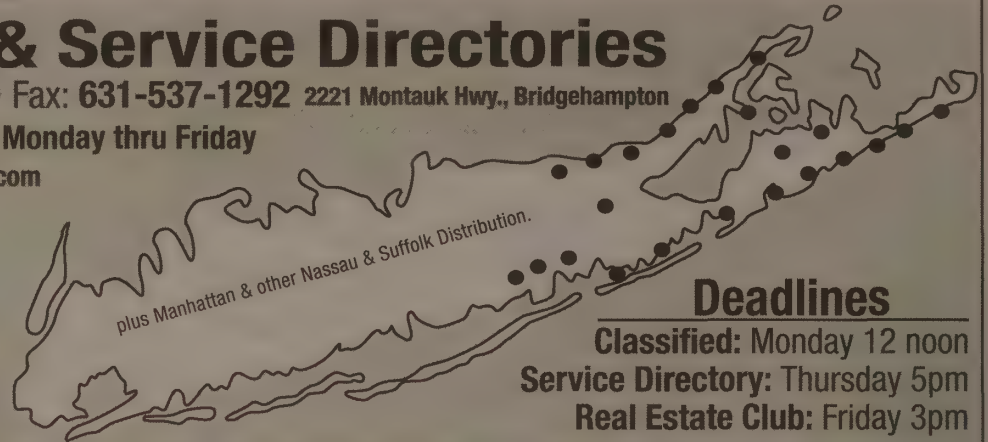 & Service Directories
Fax: 631-537-1292 2221 Montauk Hwy., Bridgehampton
Monday thru Friday
com
plus Manhattan & other Nassau & Suffolk Distribution.
Deadlines
Classified: Monday 12 noon
Service Directory: Thursday 5pm
Real Estate Club: Friday 3pm